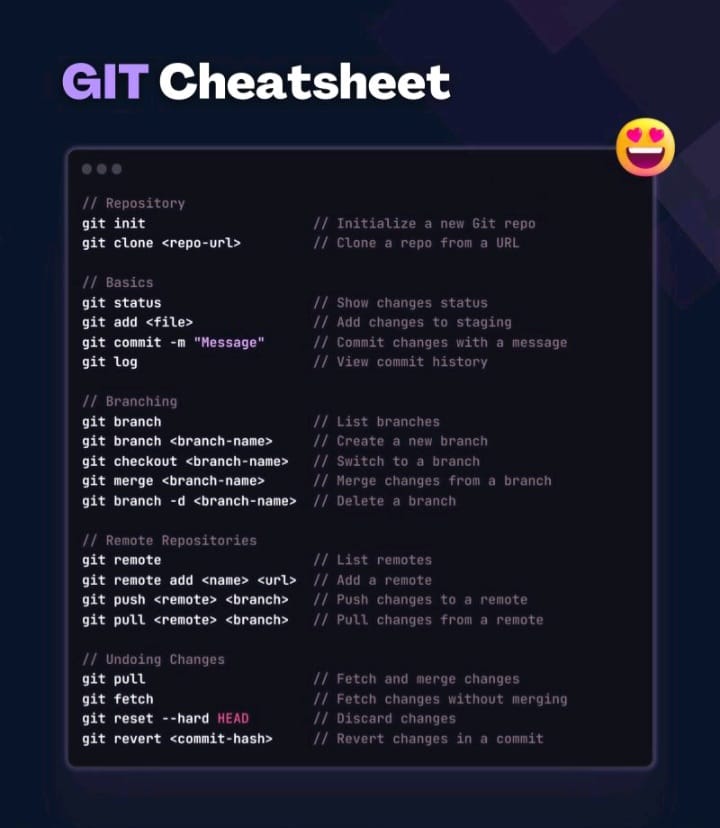 GIT Cheatsheet
// Repository
git init // Initialize a new Git repo
git clone <repo-url> // Clone a repo from a URL
// Basics
git status // Show changes status
git add <file> // Add changes to staging
git commit -m "Message" // Commit changes with a message
git log // View commit history
// Branching
git branch // List branches
git branch <branch-name> // Create a new branch
git checkout <branch-name> // Switch to a branch
git merge <branch-name> // Merge changes from a branch
git branch -d <branch-name> // Delete a branch
// Remote Repositories
git remote // List remotes
git remote add <name> <url> // Add a remote
git push <remote> <branch> // Push changes to a remote
git pull <remote> <branch> // Pull changes from a remote
// Undoing Changes
git pull // Fetch and merge changes
git fetch // Fetch changes without merging
git reset --hard HEAD // Discard changes
git revert <commit-hash> // Revert changes in a commit